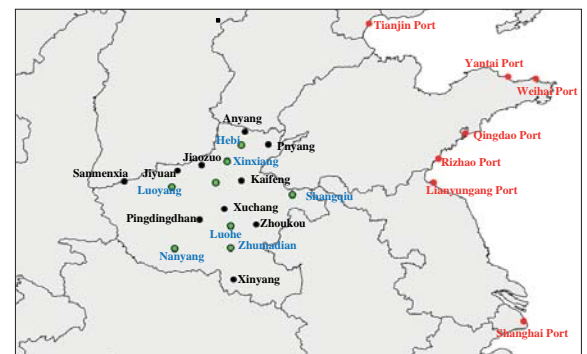 Tianjin Port
Yantai Port
Weihai Port
Anyang
Qingdao Port
Hebi
Pnyang
Jiaozuo
Xinxiang
Rizhao Port
Sanmenxia
Jiyuan
Kaifeng
Luoyang
Lianyungang Port
Shangqiu
Xuchang
Pingdingdhan
Zhoukou
Luohe
Zhumadian
Nanyang
Xinyang
Shanghai Port